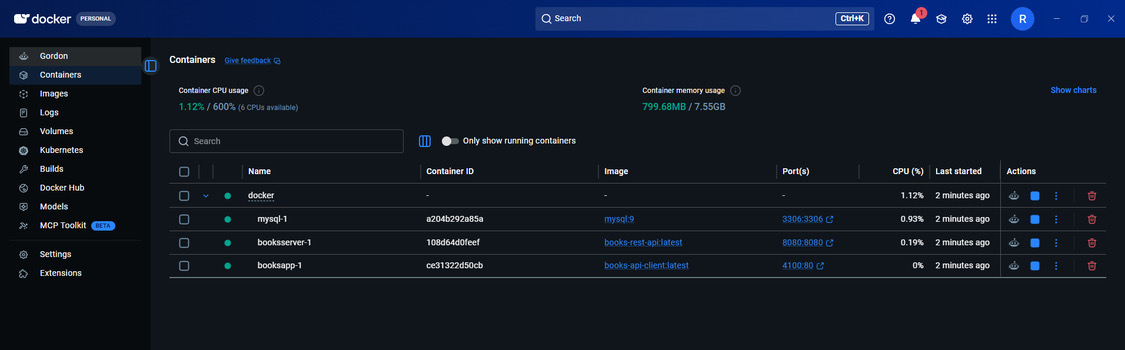 docker PERSONAL Search Ctrl+K 1 R
Gordon
Containers
Images
Logs
Volumes
Kubernetes
Builds
Docker Hub
Models
MCP Toolkit BETA
Settings
Extensions
Containers Give feedback
Container CPU usage
1.12% / 600% (6 CPUs available)
Container memory usage
799.68MB / 7.55GB
Show charts
Search Only show running containers
Name Container ID Image Port(s) CPU (%) Last started Actions
docker - - - 1.12% 2 minutes ago
mysql-1 a204b292a85a mysql:9 3306:3306 0.93% 2 minutes ago
booksserver-1 108d64d0feef books-rest-api:latest 8080:8080 0.19% 2 minutes ago
booksapp-1 ce31322d50cb books-api-client:latest 4100:80 0% 2 minutes ago